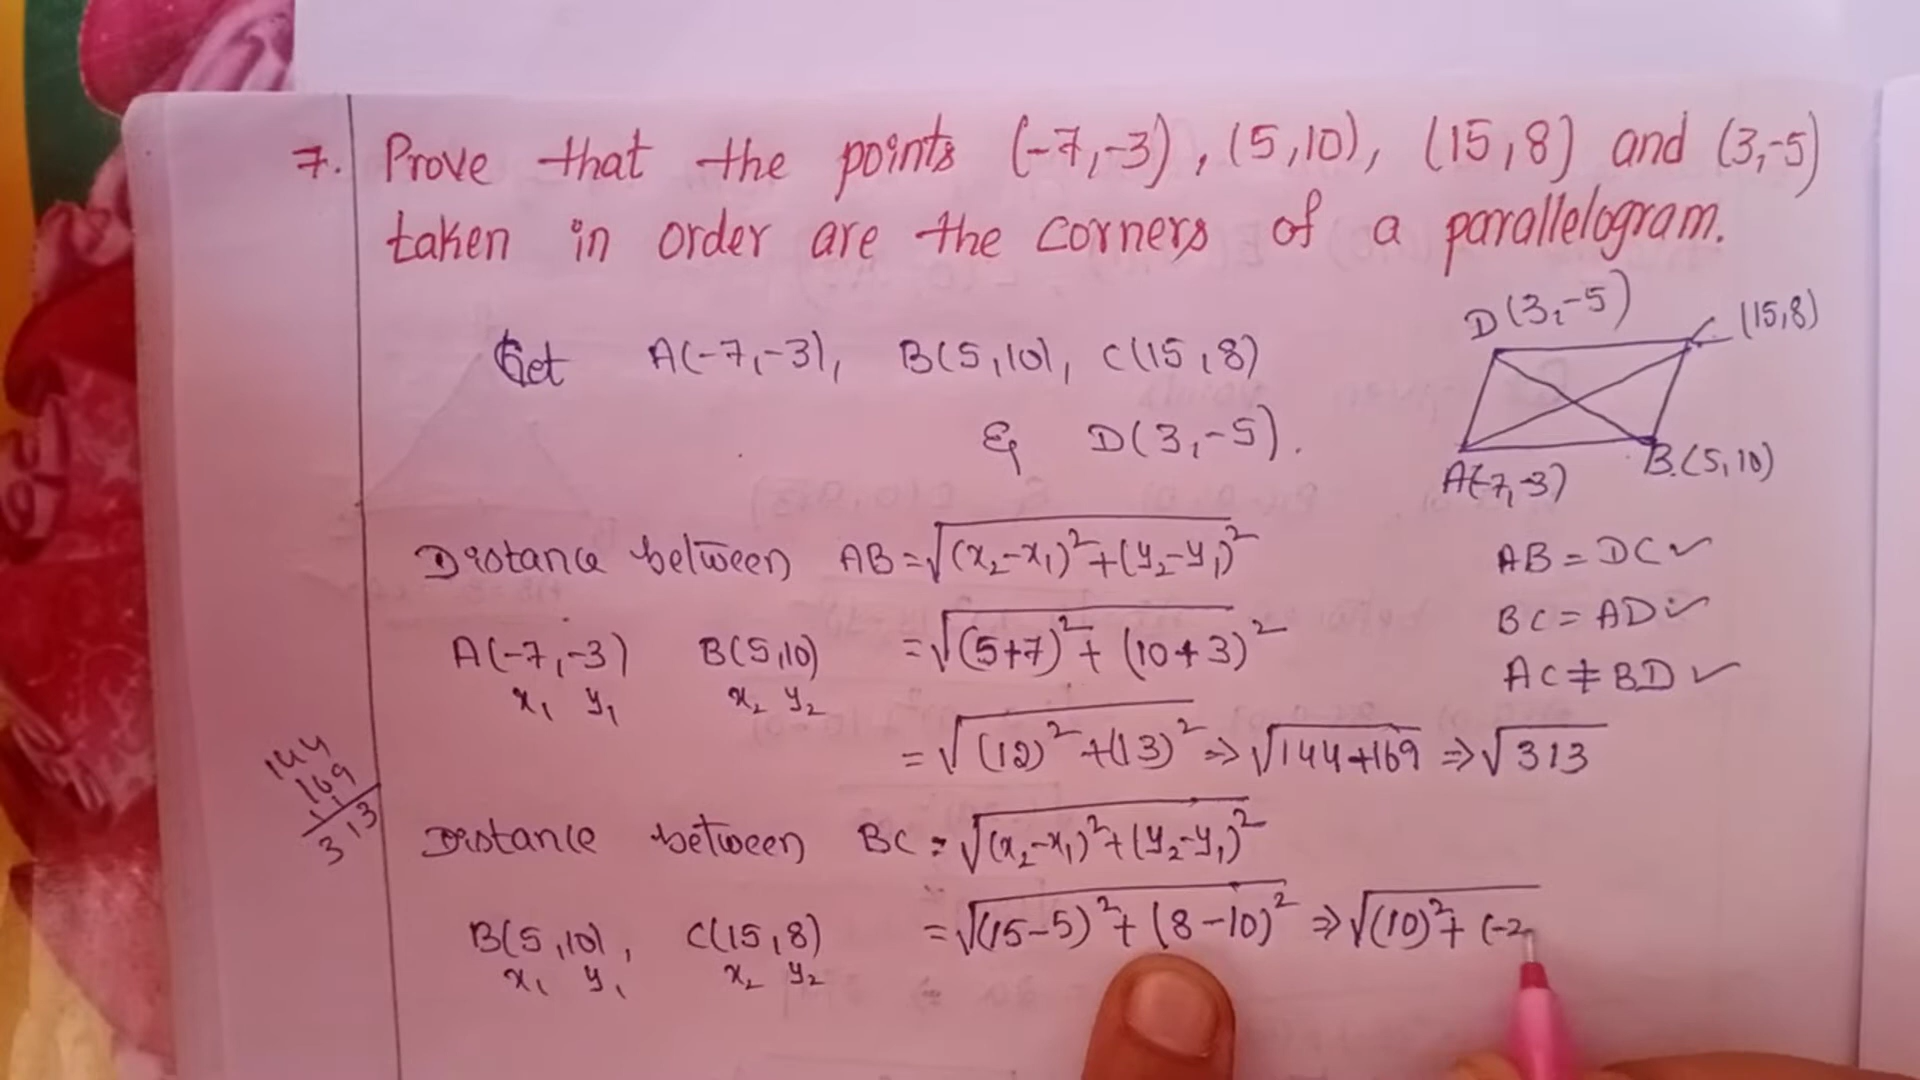 7. Prove that the points (-7,-3), (5,10), (15,8) and (3,-5)
taken in order are the corners of a parallelogram.
Let A(-7,-3), B(5,10), C(15,8)
& D(3,-5).
D(3,-5)
C (15,8)
A(-7,-3)
B.(5,10)
AB = DC ✓
BC = AD ✓
AC ≠ BD ✓
Distance between AB = √(x₂-x₁)²+(y₂-y₁)²
A(-7,-3) B(5,10) = √(5+7)²+(10+3)²
x₁ y₁ x₂ y₂
= √(12)²+(13)² ⇒ √144+169 ⇒ √313
144
169
313
Distance between BC = √(x₂-x₁)²+(y₂-y₁)²
B(5,10), C(15,8) = √(15-5)²+(8-10)² ⇒ √(10)²+(-2
x₁ y₁ x₂ y₂